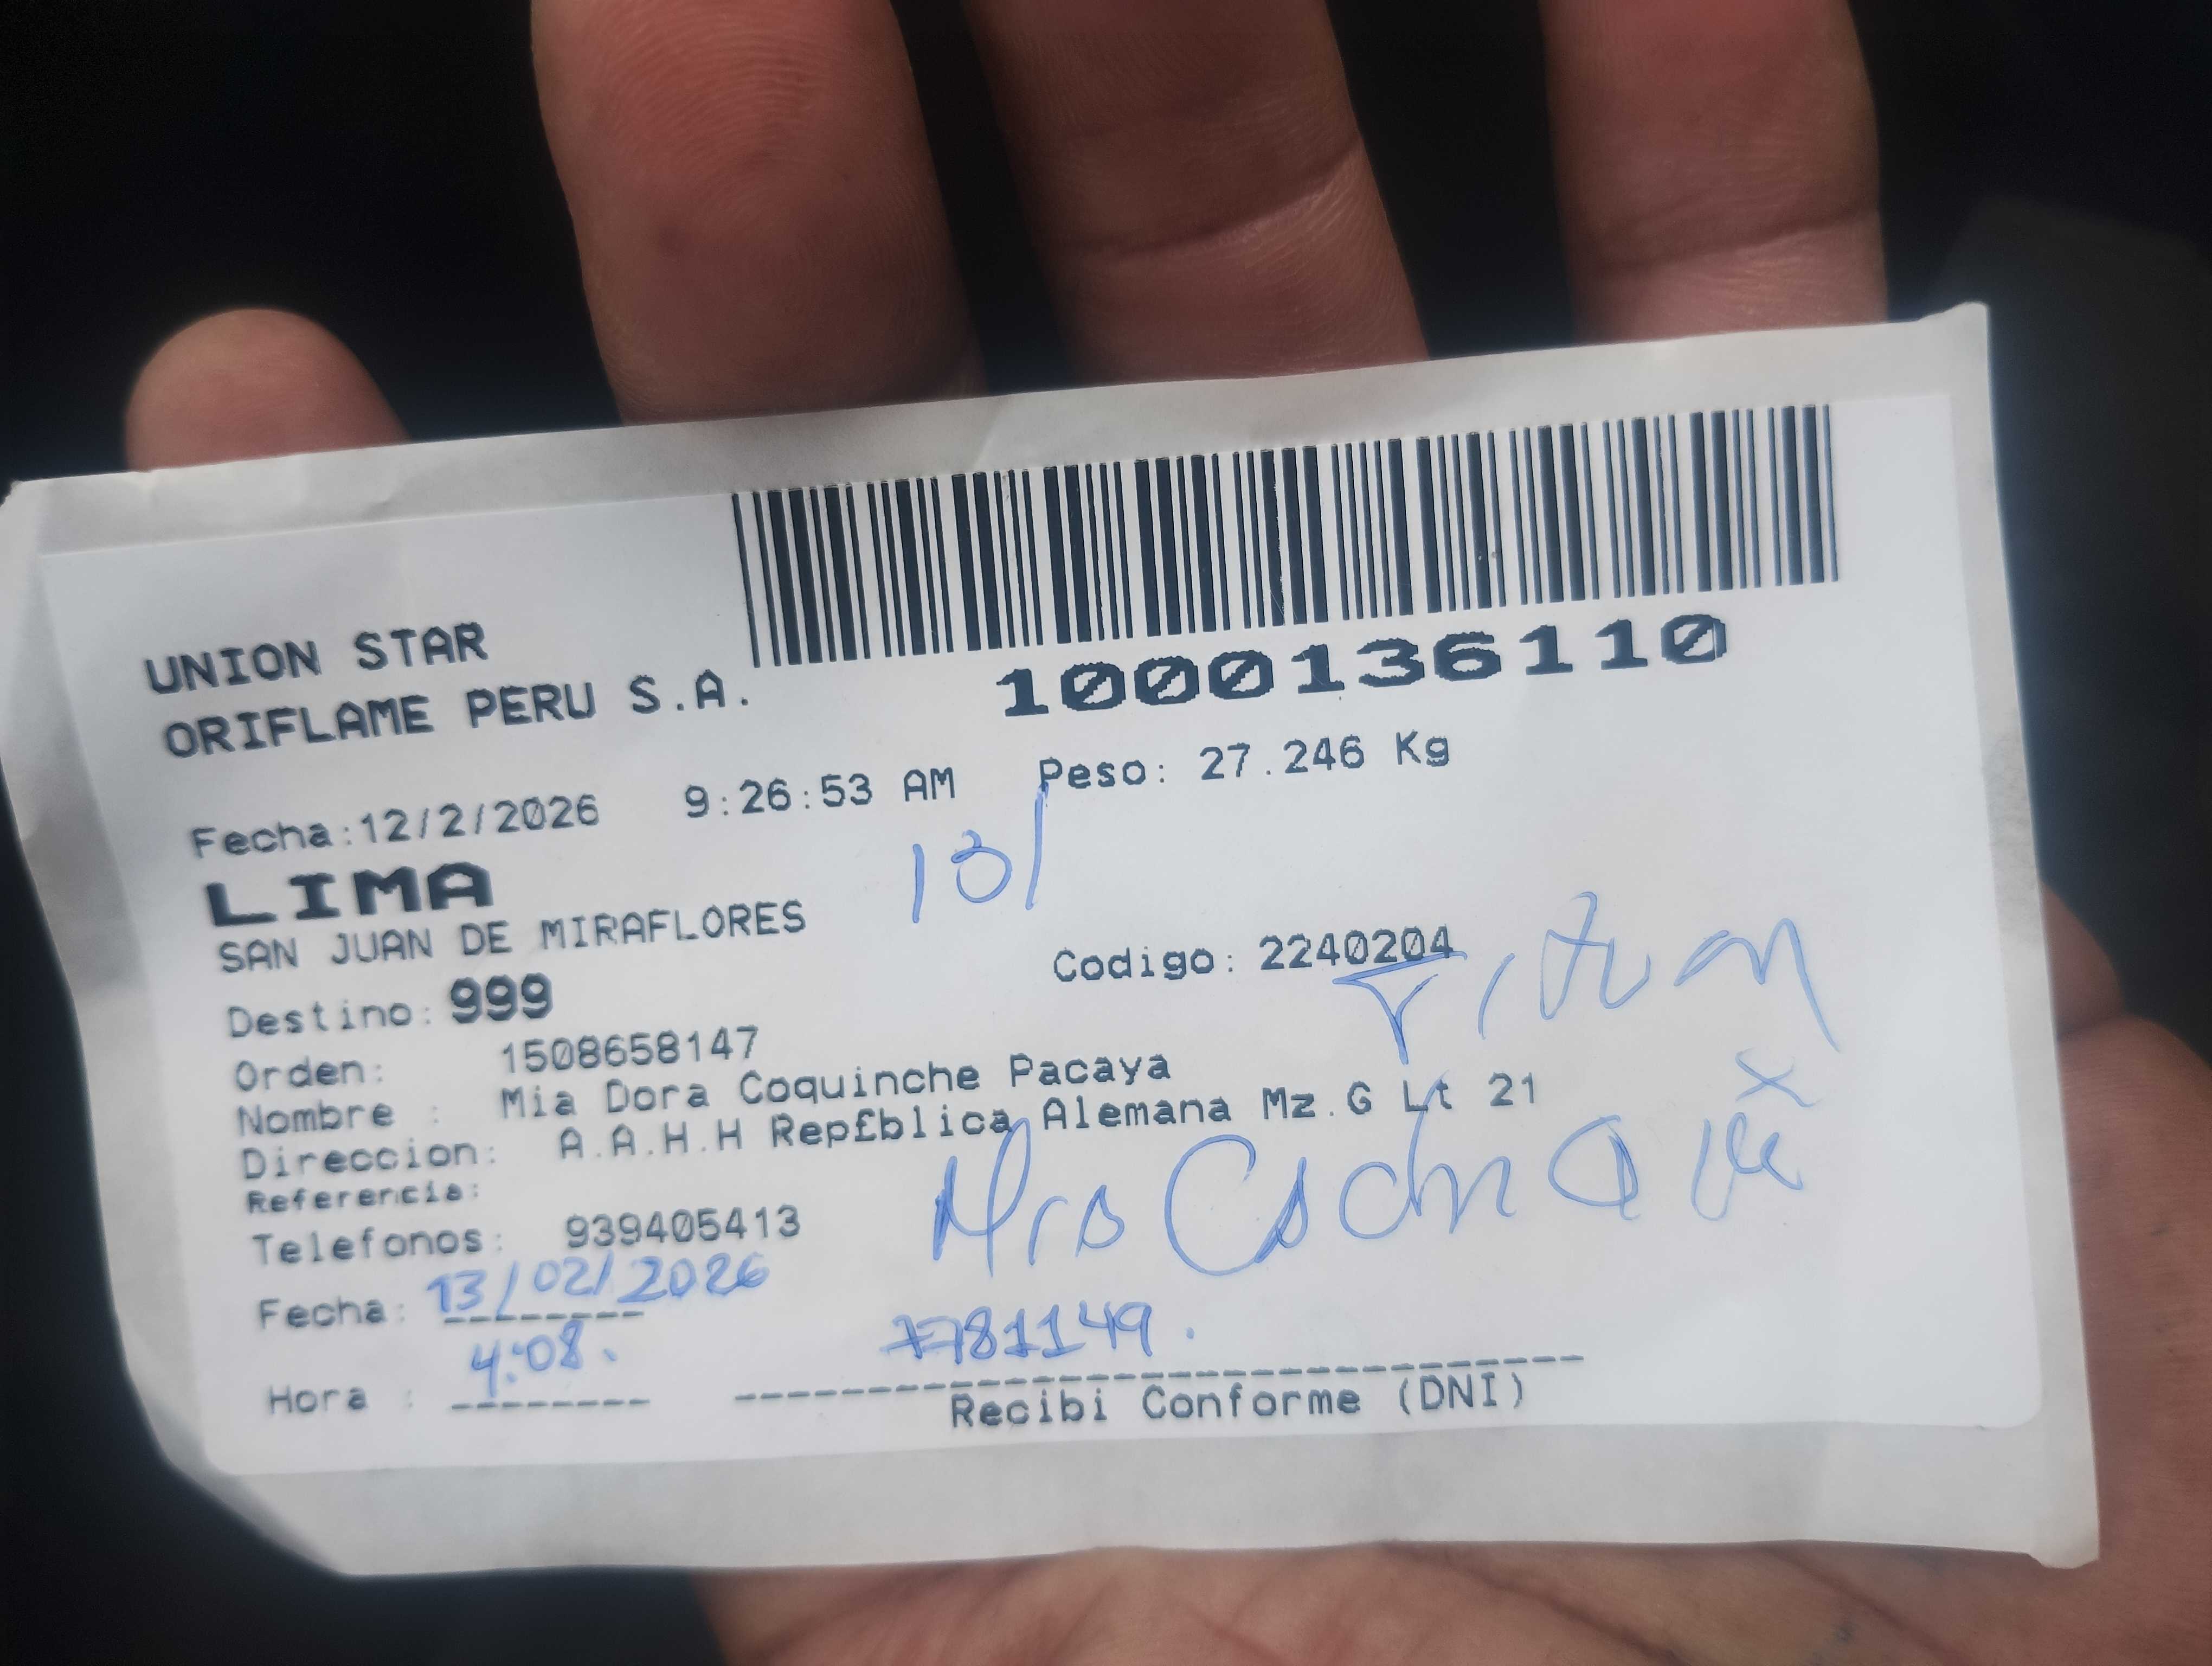 UNION STAR
ORIFLAME PERU S.A.
1000136110
Fecha:12/2/2026 9:26:53 AM Peso: 27.246 Kg
LIMA
13/
SAN JUAN DE MIRAFLORES
Codigo: 2240204
Destino: 999
Orden: 1508658147
Nombre : Mia Dora Coquinche Pacaya
Direccion: A.A.H.H Rep£blica Alemana Mz.G Lt 21
Referencia:
Telefonos: 939405413
Fecha: 13/02/2026
Hora : 4:08.
7781149.
Recibi Conforme (DNI)